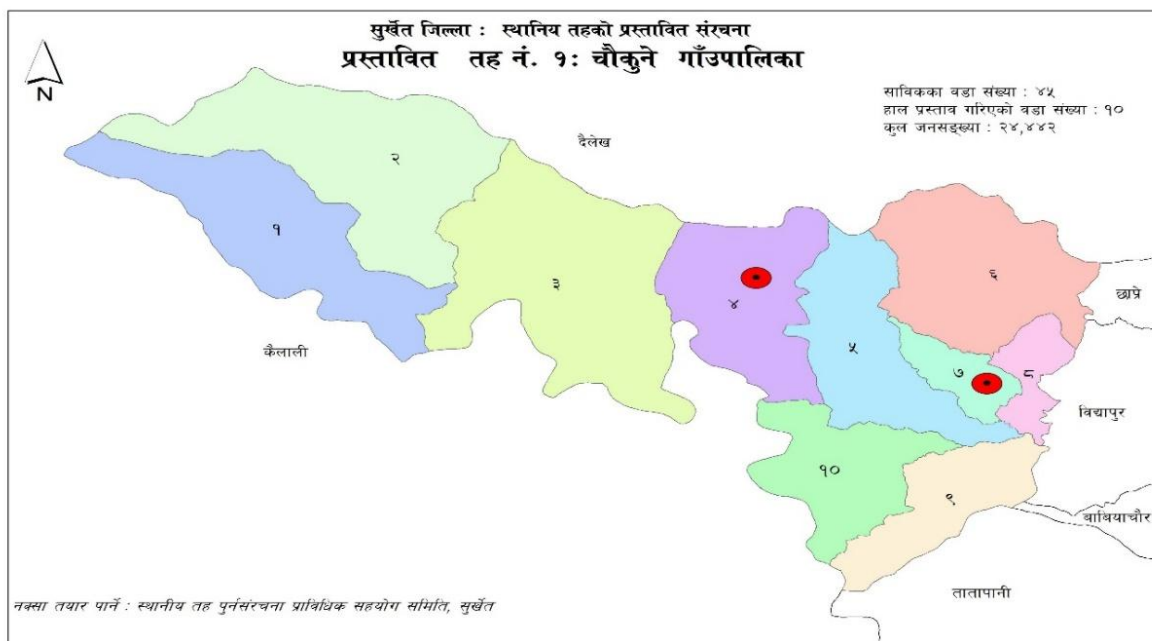 सुर्खेत जिल्ला : स्थानिय तहको प्रस्तावित संरचना
प्रस्तावित तह नं. १: चौकुने गाँउपालिका
N
साविकका वडा संख्या : ४५
हाल प्रस्ताव गरिएको वडा संख्या : १०
कुल जनसङ्ख्या : २४,४४२
दैलेख
२
१
३
६
छाप्रे
४
कैलाली
५
७
८
विद्यापुर
१०
९
बाबियाचौर
तातापानी
नक्सा तयार पार्ने : स्थानीय तह पुर्नसंरचना प्राविधिक सहयोग समिति, सुर्खेत